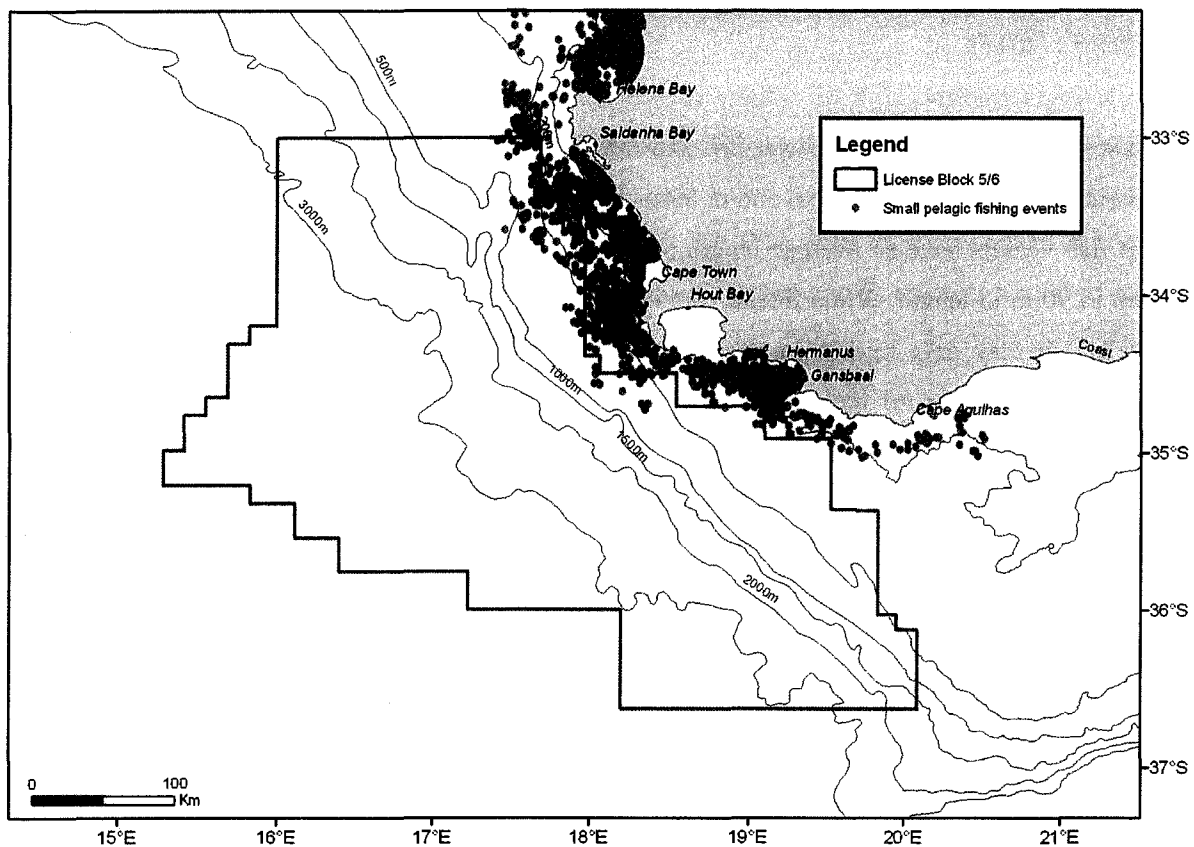 500m
Helena Bay
Saldanha Bay
33°S
Legend
License Block 5/6
Small pelagic fishing events
3000m
Cape Town
Hout Bay
34°S
Hermanus
Coast
Gansbaai
1000m
Cape Agulhas
1500m
35°S
2000m
36°S
37°S
0 100
Km
15°E 16°E 17°E 18°E 19°E 20°E 21°E